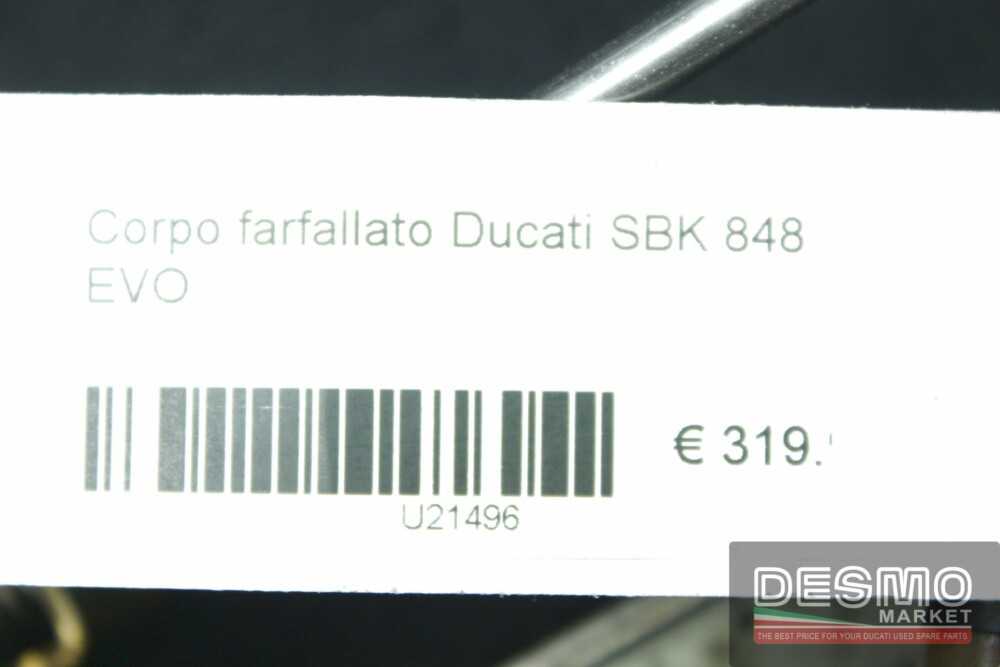 Corpo farfallato Ducati SBK 848
EVO
€ 319.
U21496
DESMO
MARKET
THE BEST PRICE FOR YOUR DUCATI USED SPARE PARTS